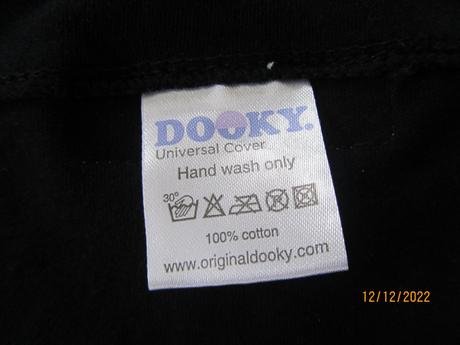 DOOKY.
Universal Cover
Hand wash only
30°
100% cotton
www.originaldooky.com
12/12/2022